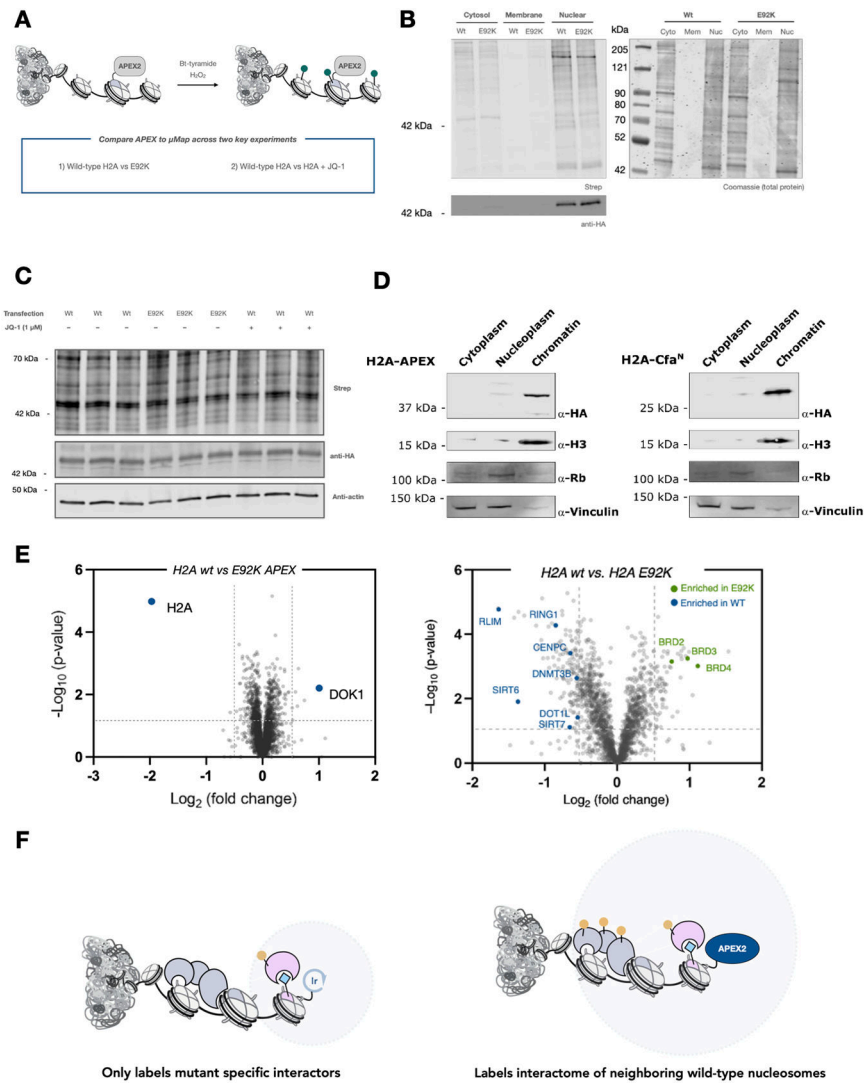 A
APEX2
Bt-tyramide
H₂O₂
APEX2
Compare APEX to µMap across two key experiments
1) Wild-type H2A vs E92K
2) Wild-type H2A vs H2A + JQ-1
B
Cytosol Membrane Nuclear
Wt E92K Wt E92K Wt E92K
42 kDa -
Strep
42 kDa -
anti-HA
Wt E92K
kDa Cyto Mem Nuc Cyto Mem Nuc
205
121
90
80
70
52
42
Coomassie (total protein)
C
Transfection Wt Wt Wt E92K E92K E92K Wt Wt Wt
JQ-1 (1 µM) – – – – – – + + +
70 kDa -
42 kDa -
Strep
42 kDa -
anti-HA
50 kDa -
Anti-actin
D
H2A-APEX
Cytoplasm Nucleoplasm Chromatin
37 kDa -
α-HA
15 kDa -
α-H3
100 kDa -
α-Rb
150 kDa -
α-Vinculin
H2A-Cfaᴺ
Cytoplasm Nucleoplasm Chromatin
25 kDa -
α-HA
15 kDa -
α-H3
100 kDa -
α-Rb
150 kDa -
α-Vinculin
E
H2A wt vs E92K APEX
6
4
2
0
-Log₁₀ (p-value)
H2A
DOK1
-3 -2 -1 0 1 2
Log₂ (fold change)
H2A wt vs. H2A E92K
Enriched in E92K
Enriched in WT
6
4
2
0
–Log₁₀ (p-value)
RLIM
RING1
CENPC
DNMT3B
SIRT6
DOT1L
SIRT7
BRD2
BRD3
BRD4
-2 -1 0 1 2
Log₂ (fold change)
F
Ir
Only labels mutant specific interactors
APEX2
Labels interactome of neighboring wild-type nucleosomes